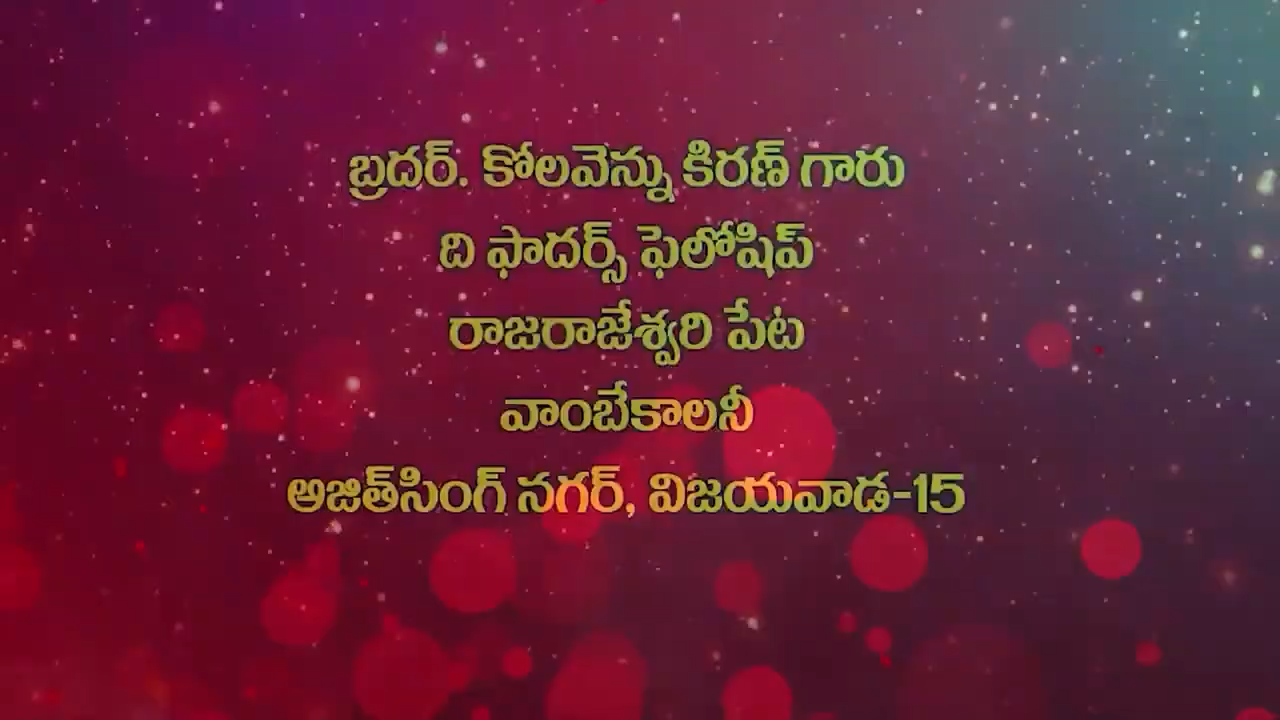 బ్రదర్. కోలవెన్ను కిరణ్ గారు
ది ఫాదర్స్ ఫెలోషిప్
రాజరాజేశ్వరి పేట
వాంబేకాలనీ
అజిత్‌సింగ్ నగర్, విజయవాడ-15